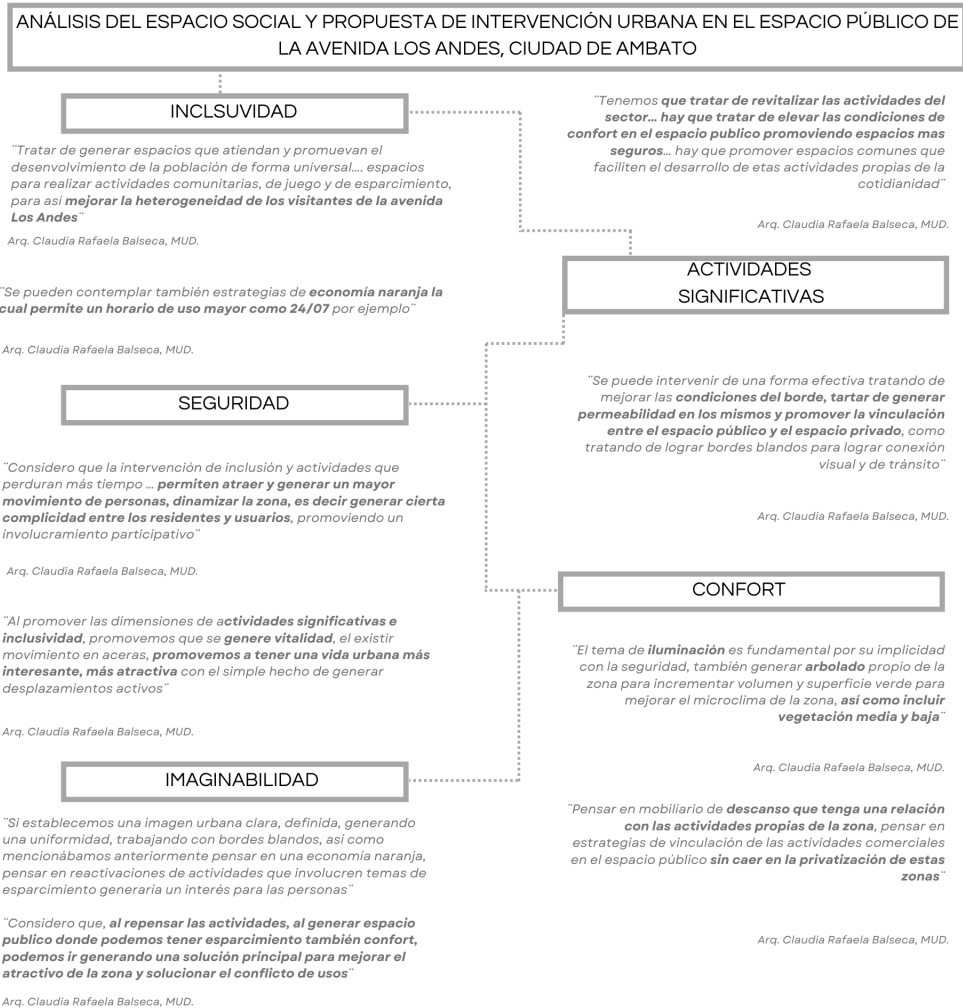 ANÁLISIS DEL ESPACIO SOCIAL Y PROPUESTA DE INTERVENCIÓN URBANA EN EL ESPACIO PÚBLICO DE
LA AVENIDA LOS ANDES, CIUDAD DE AMBATO
INCLSUVIDAD
¨Tratar de generar espacios que atiendan y promuevan el
desenvolvimiento de la población de forma universal.... espacios
para realizar actividades comunitarias, de juego y de esparcimiento,
para así mejorar la heterogeneidad de los visitantes de la avenida
Los Andes¨
Arq. Claudia Rafaela Balseca, MUD.
¨Se pueden contemplar también estrategias de economía naranja la
cual permite un horario de uso mayor como 24/07 por ejemplo¨
Arq. Claudia Rafaela Balseca, MUD.
¨Tenemos que tratar de revitalizar las actividades del
sector... hay que tratar de elevar las condiciones de
confort en el espacio publico promoviendo espacios mas
seguros... hay que promover espacios comunes que
faciliten el desarrollo de etas actividades propias de la
cotidianidad¨
Arq. Claudia Rafaela Balseca, MUD.
ACTIVIDADES
SIGNIFICATIVAS
¨Se puede intervenir de una forma efectiva tratando de
mejorar las condiciones del borde, tartar de generar
permeabilidad en los mismos y promover la vinculación
entre el espacio público y el espacio privado, como
tratando de lograr bordes blandos para lograr conexión
visual y de tránsito¨
Arq. Claudia Rafaela Balseca, MUD.
SEGURIDAD
¨Considero que la intervención de inclusión y actividades que
perduran más tiempo ... permiten atraer y generar un mayor
movimiento de personas, dinamizar la zona, es decir generar cierta
complicidad entre los residentes y usuarios, promoviendo un
involucramiento participativo¨
Arq. Claudia Rafaela Balseca, MUD.
¨Al promover las dimensiones de actividades significativas e
inclusividad, promovemos que se genere vitalidad, el existir
movimiento en aceras, promovemos a tener una vida urbana más
interesante, más atractiva con el simple hecho de generar
desplazamientos activos¨
Arq. Claudia Rafaela Balseca, MUD.
CONFORT
¨El tema de iluminación es fundamental por su implicidad
con la seguridad, también generar arbolado propio de la
zona para incrementar volumen y superficie verde para
mejorar el microclima de la zona, así como incluir
vegetación media y baja¨
Arq. Claudia Rafaela Balseca, MUD.
¨Pensar en mobiliario de descanso que tenga una relación
con las actividades propias de la zona, pensar en
estrategias de vinculación de las actividades comerciales
en el espacio público sin caer en la privatización de estas
zonas¨
Arq. Claudia Rafaela Balseca, MUD.
IMAGINABILIDAD
¨Si establecemos una imagen urbana clara, definida, generando
una uniformidad, trabajando con bordes blandos, así como
mencionábamos anteriormente pensar en una economía naranja,
pensar en reactivaciones de actividades que involucren temas de
esparcimiento generaría un interés para las personas¨
¨Considero que, al repensar las actividades, al generar espacio
publico donde podemos tener esparcimiento también confort,
podemos ir generando una solución principal para mejorar el
atractivo de la zona y solucionar el conflicto de usos¨
Arq. Claudia Rafaela Balseca, MUD.